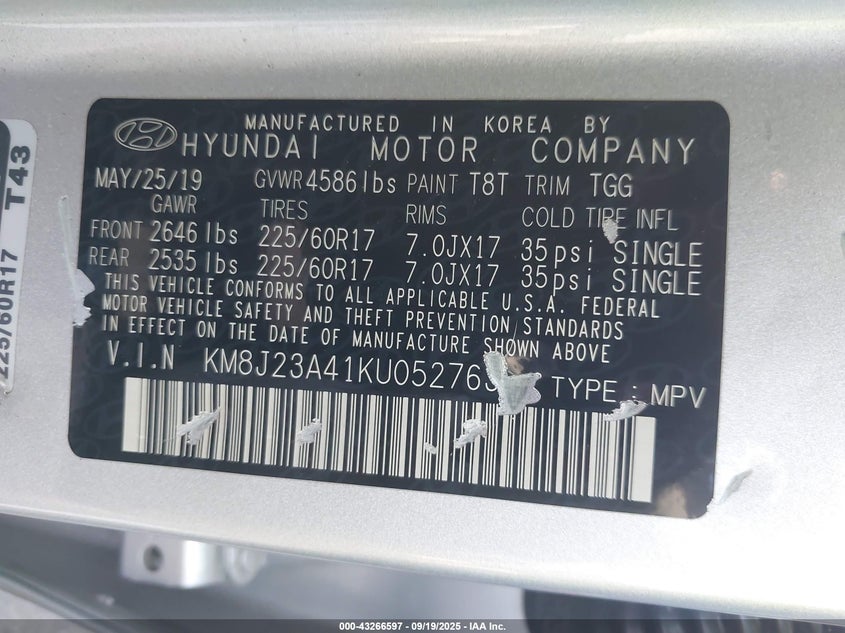 MANUFACTURED IN KOREA BY
HYUNDAI MOTOR COMPANY
MAY/25/19 GVWR 4586lbs PAINT T8T TRIM TGG
GAWR TIRES RIMS COLD TIRE INFL
FRONT 2646 lbs 225/60R17 7.0JX17 35psi SINGLE
REAR 2535 lbs 225/60R17 7.0JX17 35psi SINGLE
THIS VEHICLE CONFORMS TO ALL APPLICABLE U.S.A. FEDERAL
MOTOR VEHICLE SAFETY AND THEFT PREVENTION STANDARDS
IN EFFECT ON THE DATE OF MANUFACTURE SHOWN ABOVE
V.I.N KM8J23A41KU052763 TYPE : MPV
225/60R17 T43
000-43266597 - 09/19/2025 - IAA Inc.